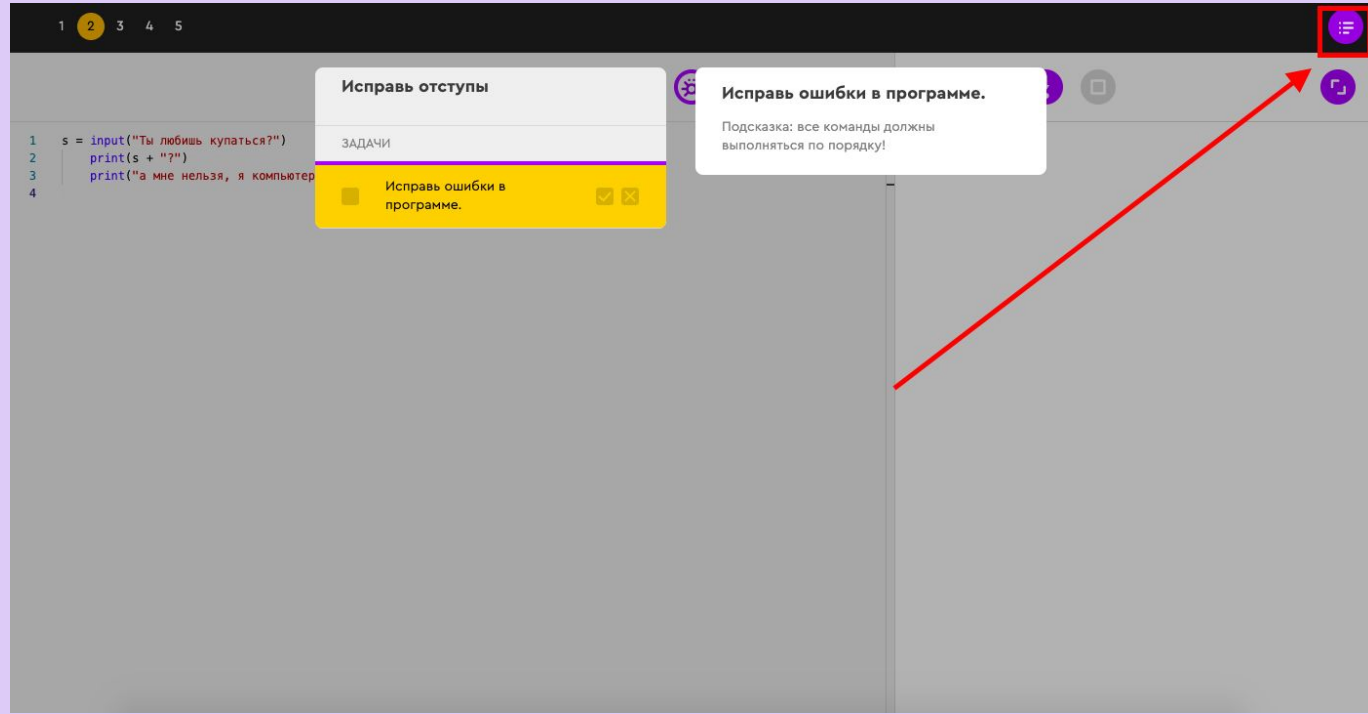 1 2 3 4 5
Исправь отступы
ЗАДАЧИ
Исправь ошибки в
программе.
Исправь ошибки в программе.
Подсказка: все команды должны
выполняться по порядку!
1 s = input("Ты любишь купаться?")
2 print(s + "?")
3 print("а мне нельзя, я компьютер
4